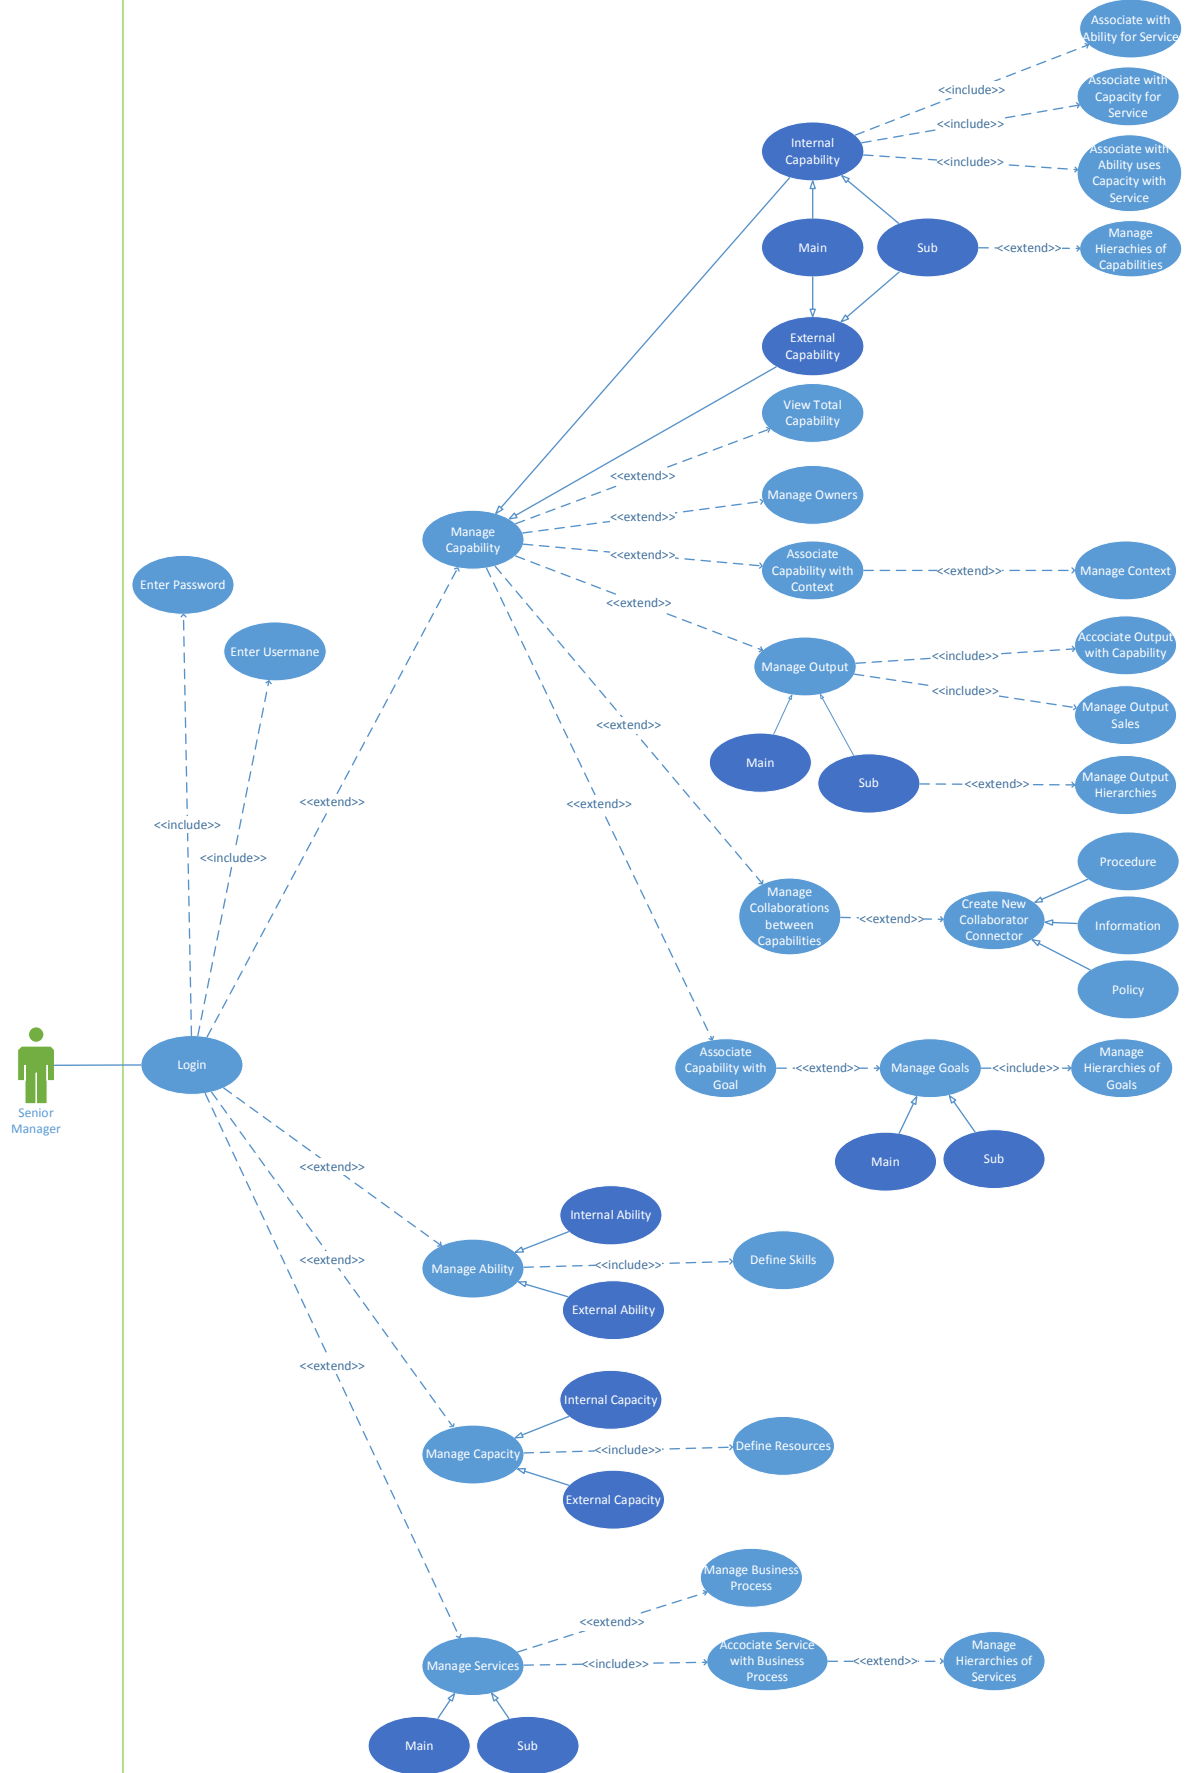 Associate with
Ability for Service
<<include>>
Associate with
Capacity for
Service
<<include>>
Internal
Capability
<<include>>
Associate with
Ability uses
Capacity with
Service
Main
Sub
<<extend>>
Manage
Hierachies of
Capabilities
External
Capability
View Total
Capability
<<extend>>
Manage Owners
<<extend>>
Manage
Capability
<<extend>>
Associate
Capability with
Context
<<extend>>
Manage Context
Enter Password
<<extend>>
Enter Usermane
Manage Output
<<include>>
Accociate Output
with Capability
<<include>>
Manage Output
Sales
<<extend>>
Main
Sub
<<extend>>
Manage Output
Hierarchies
<<extend>>
<<extend>>
<<include>>
<<include>>
Procedure
Manage
Collaborations
between
Capabilities
<<extend>>
Create New
Collaborator
Connector
Information
Policy
Login
Senior
Manager
Associate
Capability with
Goal
<<extend>>
Manage Goals
<<include>>
Manage
Hierarchies of
Goals
Main
Sub
<<extend>>
Internal Ability
Manage Ability
<<include>>
Define Skills
External Ability
<<extend>>
<<extend>>
Internal Capacity
Manage Capacity
<<include>>
Define Resources
External Capacity
Manage Business
Process
<<extend>>
Manage Services
<<include>>
Accociate Service
with Business
Process
<<extend>>
Manage
Hierarchies of
Services
Main
Sub